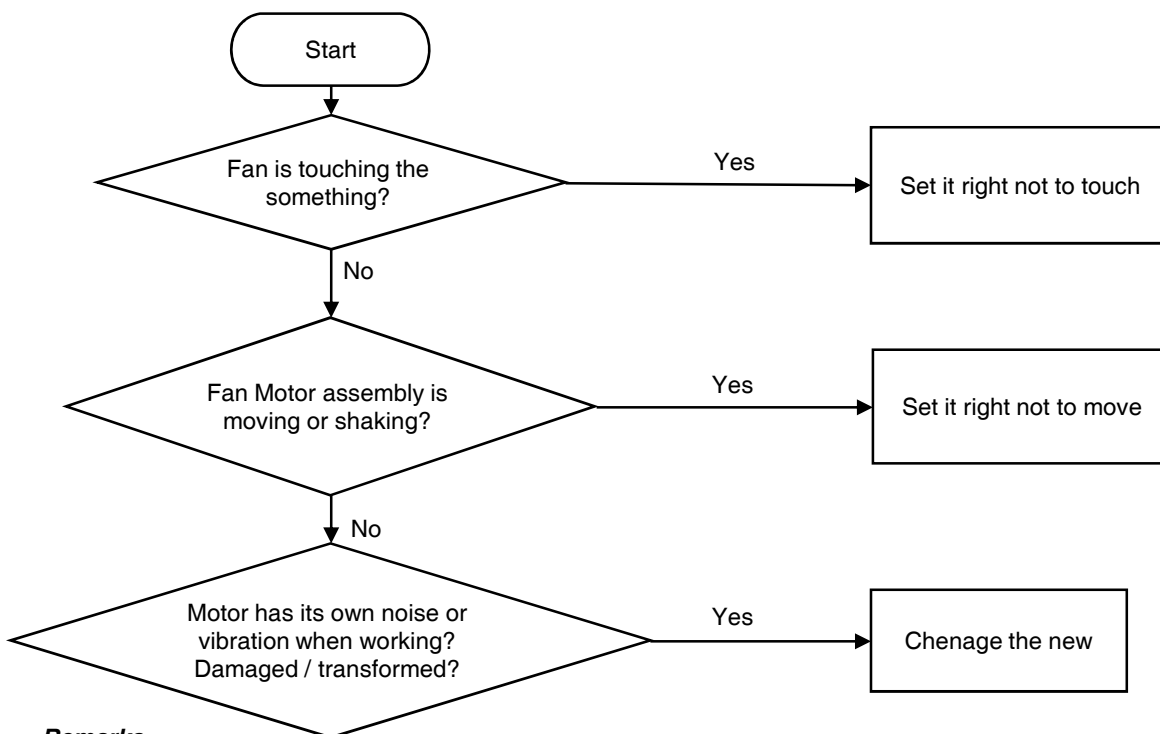 Start
Fan is touching the
something?
Yes
Set it right not to touch
No
Fan Motor assembly is
moving or shaking?
Yes
Set it right not to move
No
Motor has its own noise or
vibration when working?
Damaged / transformed?
Yes
Chenage the new
Remarks